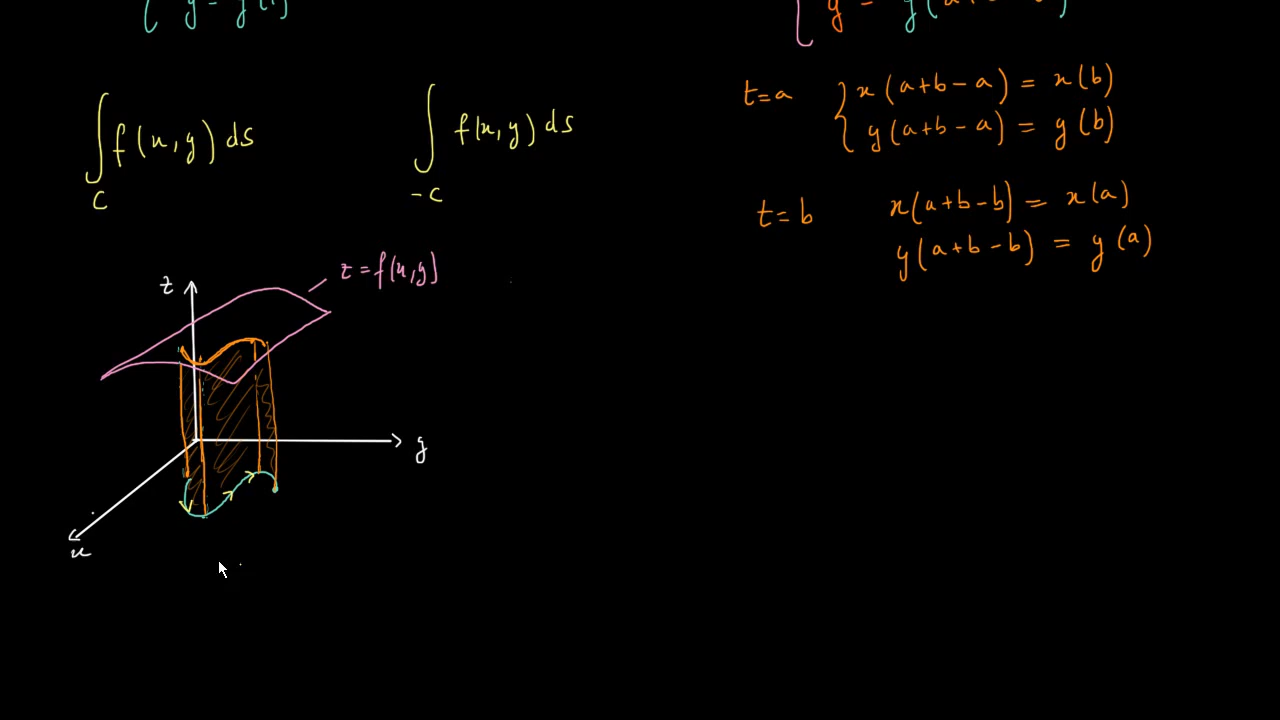 y = y(t)
y = y(a+b-t)
∫_C f(x,y) ds
∫_{-C} f(x,y) ds
t=a { x(a+b-a) = x(b)
y(a+b-a) = y(b)
t=b x(a+b-b) = x(a)
y(a+b-b) = y(a)
z = f(x,y)
z
y
x